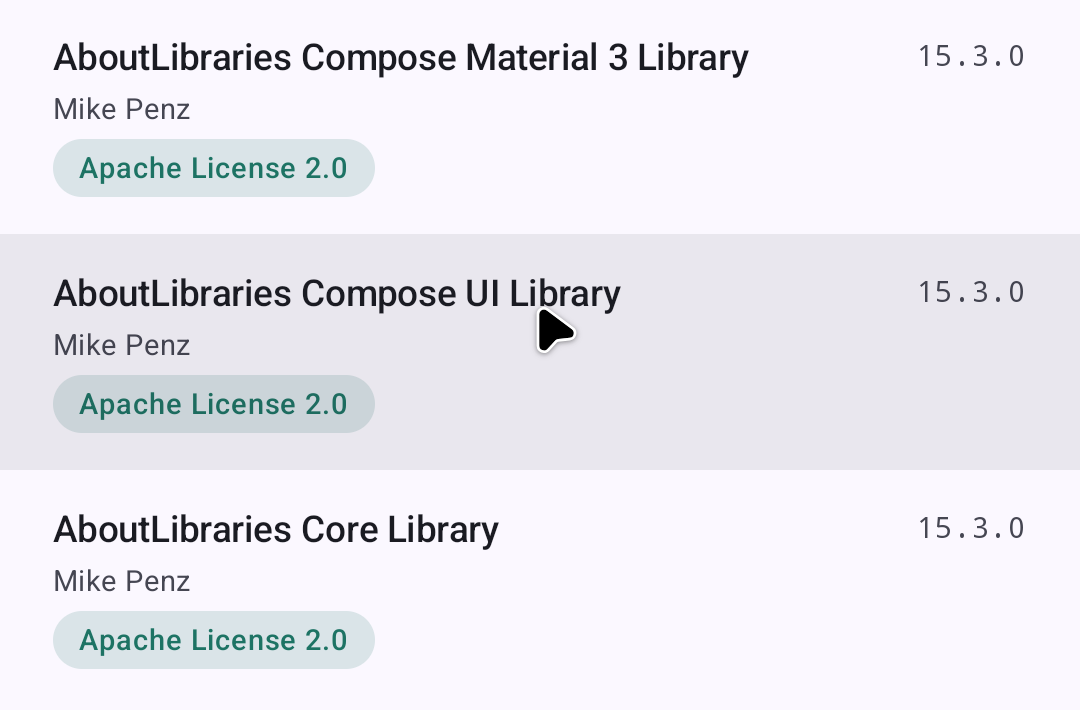 AboutLibraries Compose Material 3 Library 15.3.0
Mike Penz
Apache License 2.0
AboutLibraries Compose UI Library 15.3.0
Mike Penz
Apache License 2.0
AboutLibraries Core Library 15.3.0
Mike Penz
Apache License 2.0